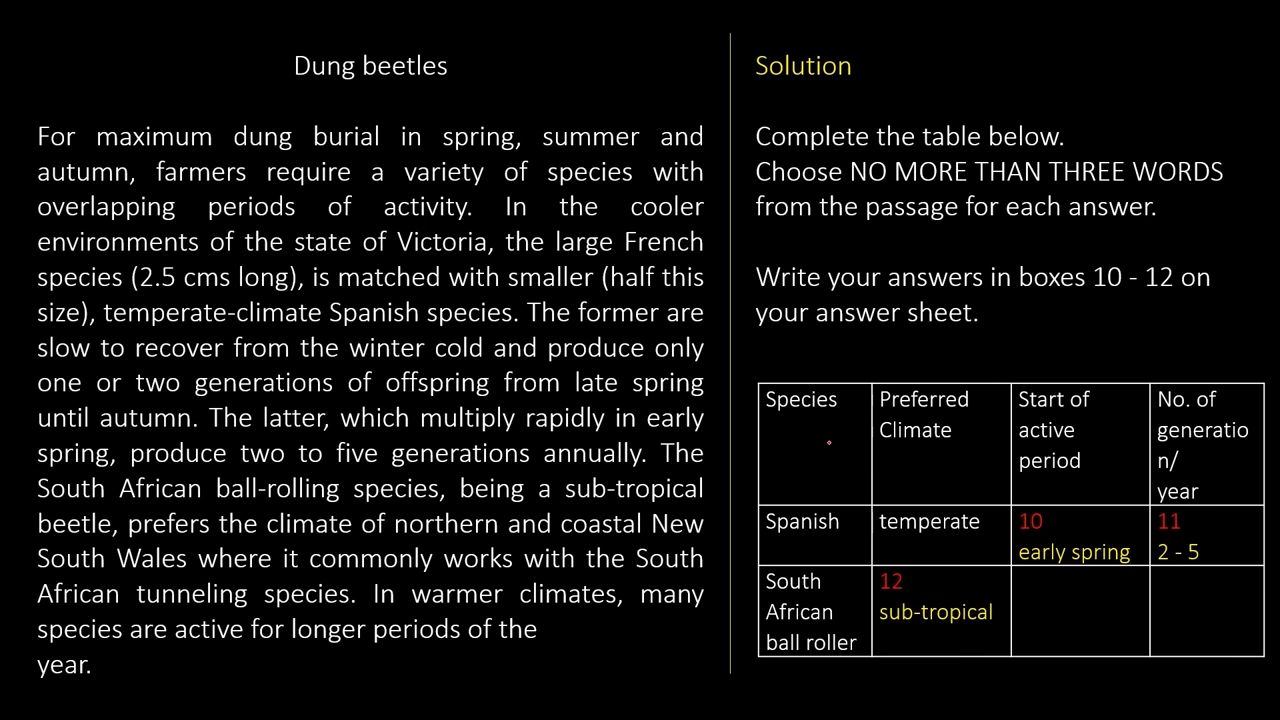 Dung beetles
For maximum dung burial in spring, summer and
autumn, farmers require a variety of species with
overlapping periods of activity. In the cooler
environments of the state of Victoria, the large French
species (2.5 cms long), is matched with smaller (half this
size), temperate-climate Spanish species. The former are
slow to recover from the winter cold and produce only
one or two generations of offspring from late spring
until autumn. The latter, which multiply rapidly in early
spring, produce two to five generations annually. The
South African ball-rolling species, being a sub-tropical
beetle, prefers the climate of northern and coastal New
South Wales where it commonly works with the South
African tunneling species. In warmer climates, many
species are active for longer periods of the
year.
Solution
Complete the table below.
Choose NO MORE THAN THREE WORDS
from the passage for each answer.
Write your answers in boxes 10 - 12 on
your answer sheet.
Species
Preferred
Climate
Start of
active
period
No. of
generatio
n/
year
Spanish
temperate
10
early spring
11
2 - 5
South
African
ball roller
12
sub-tropical